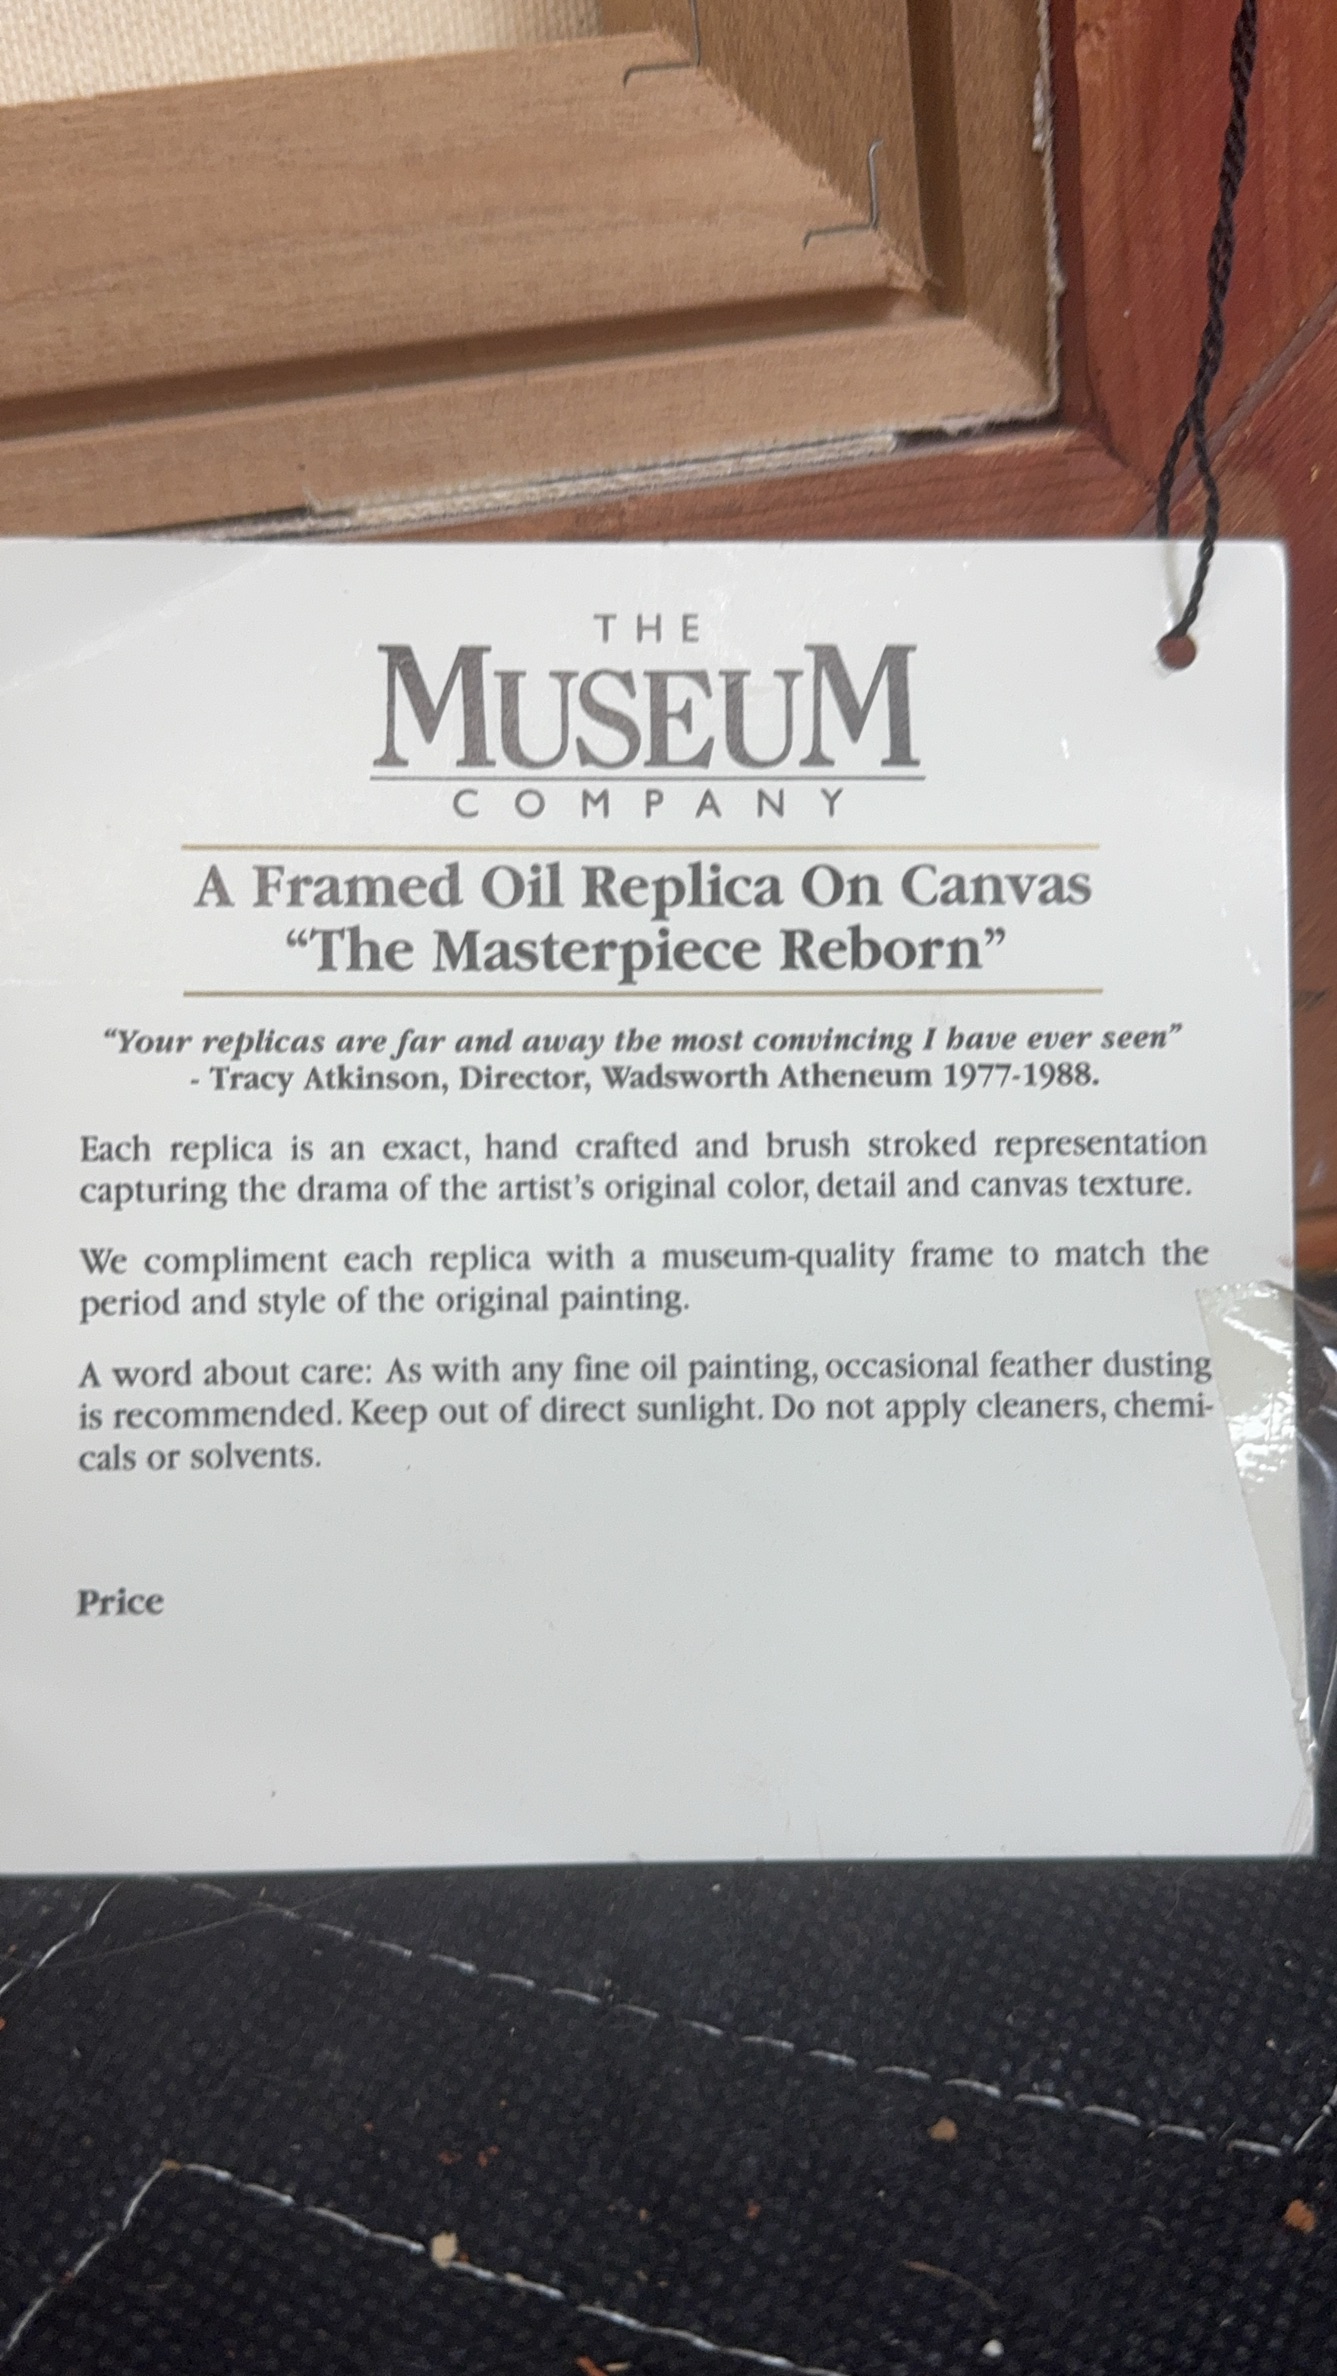 THE
MUSEUM
COMPANY
A Framed Oil Replica On Canvas
“The Masterpiece Reborn”
“Your replicas are far and away the most convincing I have ever seen”
- Tracy Atkinson, Director, Wadsworth Atheneum 1977-1988.
Each replica is an exact, hand crafted and brush stroked representation
capturing the drama of the artist’s original color, detail and canvas texture.
We compliment each replica with a museum-quality frame to match the
period and style of the original painting.
A word about care: As with any fine oil painting, occasional feather dusting
is recommended. Keep out of direct sunlight. Do not apply cleaners, chemi-
cals or solvents.
Price